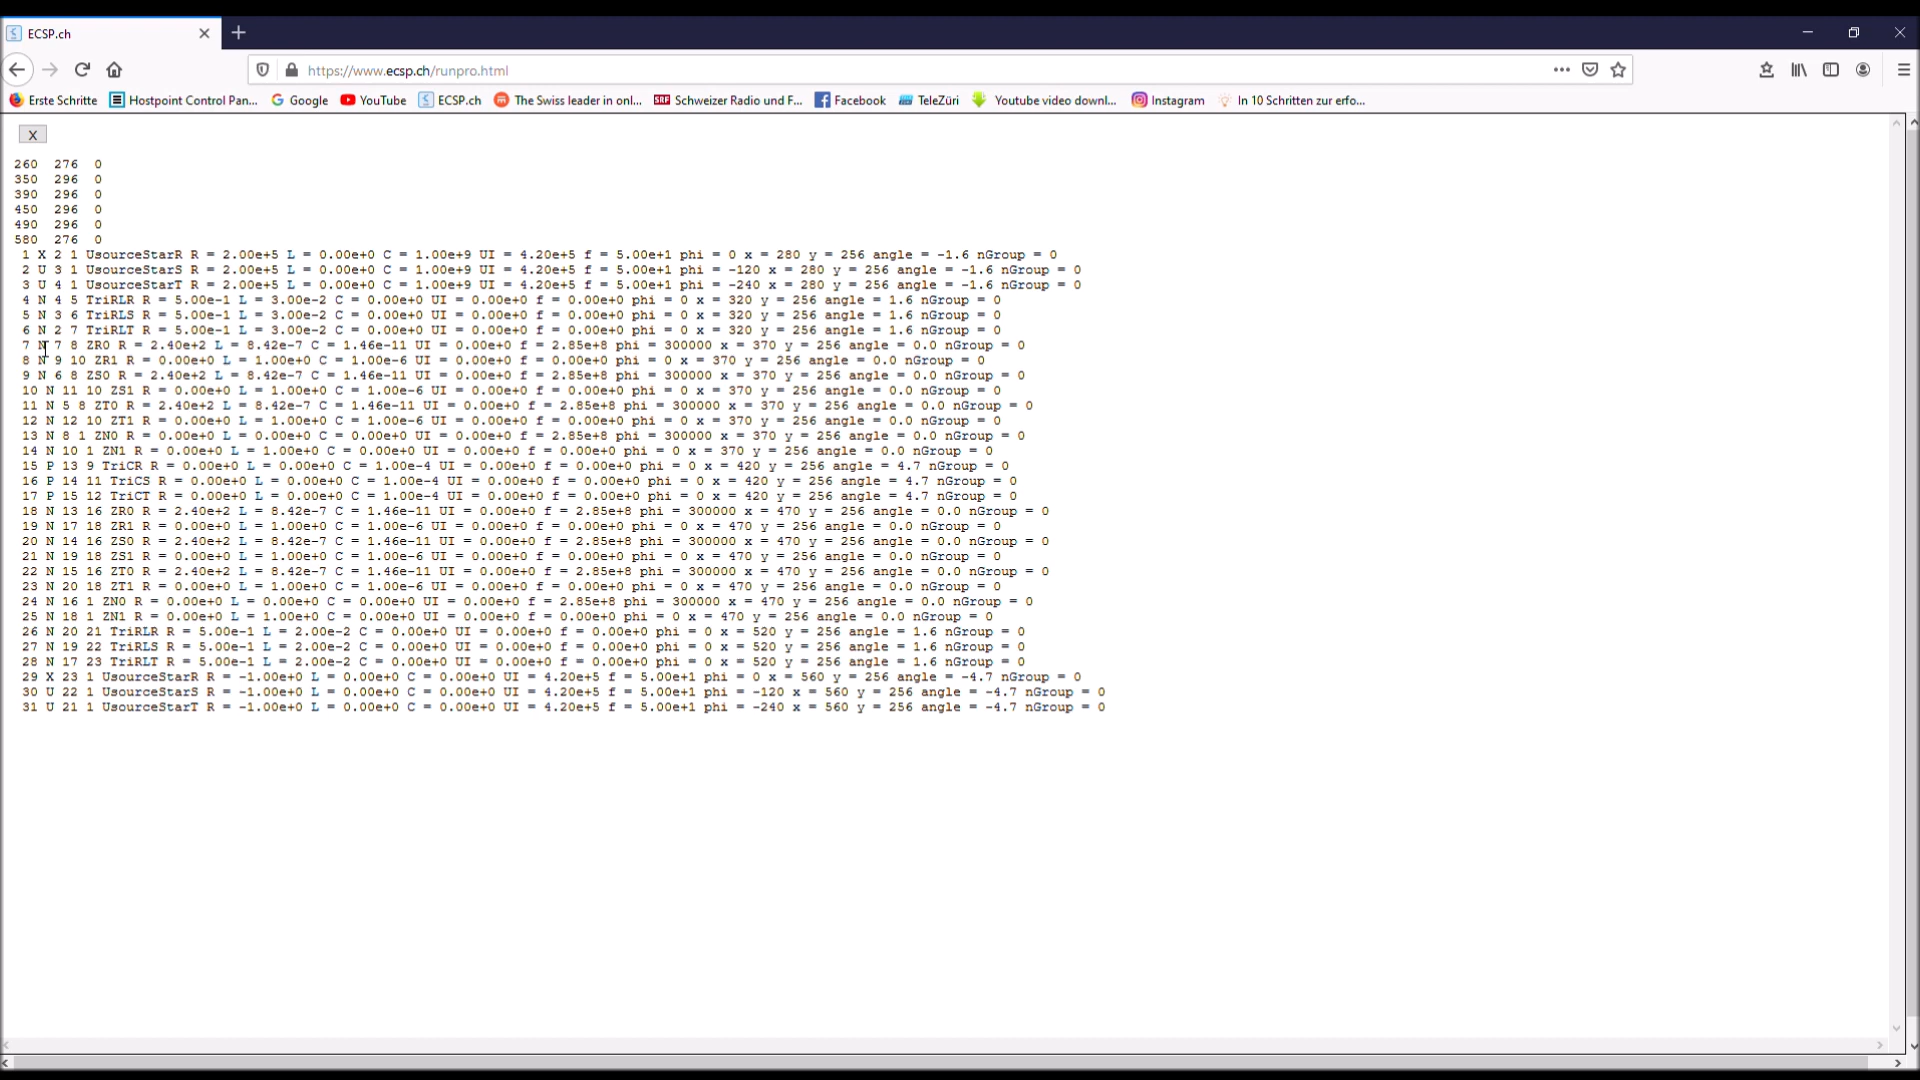 ECSP.ch
https://www.ecsp.ch/runpro.html
Erste Schritte Hostpoint Control Pan... Google YouTube ECSP.ch The Swiss leader in onl... SRF Schweizer Radio und F... Facebook TeleZüri Youtube video downl... Instagram In 10 Schritten zur erfo...
X
260 276 0
350 296 0
390 296 0
450 296 0
490 296 0
580 276 0
1 X 2 1 UsourceStarR R = 2.00e+5 L = 0.00e+0 C = 1.00e+9 UI = 4.20e+5 f = 5.00e+1 phi = 0 x = 280 y = 256 angle = -1.6 nGroup = 0
2 U 3 1 UsourceStarS R = 2.00e+5 L = 0.00e+0 C = 1.00e+9 UI = 4.20e+5 f = 5.00e+1 phi = -120 x = 280 y = 256 angle = -1.6 nGroup = 0
3 U 4 1 UsourceStarT R = 2.00e+5 L = 0.00e+0 C = 1.00e+9 UI = 4.20e+5 f = 5.00e+1 phi = -240 x = 280 y = 256 angle = -1.6 nGroup = 0
4 N 4 5 TriRLR R = 5.00e-1 L = 3.00e-2 C = 0.00e+0 UI = 0.00e+0 f = 0.00e+0 phi = 0 x = 320 y = 256 angle = 1.6 nGroup = 0
5 N 3 6 TriRLS R = 5.00e-1 L = 3.00e-2 C = 0.00e+0 UI = 0.00e+0 f = 0.00e+0 phi = 0 x = 320 y = 256 angle = 1.6 nGroup = 0
6 N 2 7 TriRLT R = 5.00e-1 L = 3.00e-2 C = 0.00e+0 UI = 0.00e+0 f = 0.00e+0 phi = 0 x = 320 y = 256 angle = 1.6 nGroup = 0
7 N 7 8 ZR0 R = 2.40e+2 L = 8.42e-7 C = 1.46e-11 UI = 0.00e+0 f = 2.85e+8 phi = 300000 x = 370 y = 256 angle = 0.0 nGroup = 0
8 N 9 10 ZR1 R = 0.00e+0 L = 1.00e+0 C = 1.00e-6 UI = 0.00e+0 f = 0.00e+0 phi = 0 x = 370 y = 256 angle = 0.0 nGroup = 0
9 N 6 8 ZS0 R = 2.40e+2 L = 8.42e-7 C = 1.46e-11 UI = 0.00e+0 f = 2.85e+8 phi = 300000 x = 370 y = 256 angle = 0.0 nGroup = 0
10 N 11 10 ZS1 R = 0.00e+0 L = 1.00e+0 C = 1.00e-6 UI = 0.00e+0 f = 0.00e+0 phi = 0 x = 370 y = 256 angle = 0.0 nGroup = 0
11 N 5 8 ZT0 R = 2.40e+2 L = 8.42e-7 C = 1.46e-11 UI = 0.00e+0 f = 2.85e+8 phi = 300000 x = 370 y = 256 angle = 0.0 nGroup = 0
12 N 12 10 ZT1 R = 0.00e+0 L = 1.00e+0 C = 1.00e-6 UI = 0.00e+0 f = 0.00e+0 phi = 0 x = 370 y = 256 angle = 0.0 nGroup = 0
13 N 8 1 ZN0 R = 0.00e+0 L = 0.00e+0 C = 0.00e+0 UI = 0.00e+0 f = 2.85e+8 phi = 300000 x = 370 y = 256 angle = 0.0 nGroup = 0
14 N 10 1 ZN1 R = 0.00e+0 L = 1.00e+0 C = 0.00e+0 UI = 0.00e+0 f = 0.00e+0 phi = 0 x = 370 y = 256 angle = 0.0 nGroup = 0
15 P 13 9 TriCR R = 0.00e+0 L = 0.00e+0 C = 1.00e-4 UI = 0.00e+0 f = 0.00e+0 phi = 0 x = 420 y = 256 angle = 4.7 nGroup = 0
16 P 14 11 TriCS R = 0.00e+0 L = 0.00e+0 C = 1.00e-4 UI = 0.00e+0 f = 0.00e+0 phi = 0 x = 420 y = 256 angle = 4.7 nGroup = 0
17 P 15 12 TriCT R = 0.00e+0 L = 0.00e+0 C = 1.00e-4 UI = 0.00e+0 f = 0.00e+0 phi = 0 x = 420 y = 256 angle = 4.7 nGroup = 0
18 N 13 16 ZR0 R = 2.40e+2 L = 8.42e-7 C = 1.46e-11 UI = 0.00e+0 f = 2.85e+8 phi = 300000 x = 470 y = 256 angle = 0.0 nGroup = 0
19 N 17 18 ZR1 R = 0.00e+0 L = 1.00e+0 C = 1.00e-6 UI = 0.00e+0 f = 0.00e+0 phi = 0 x = 470 y = 256 angle = 0.0 nGroup = 0
20 N 14 16 ZS0 R = 2.40e+2 L = 8.42e-7 C = 1.46e-11 UI = 0.00e+0 f = 2.85e+8 phi = 300000 x = 470 y = 256 angle = 0.0 nGroup = 0
21 N 19 18 ZS1 R = 0.00e+0 L = 1.00e+0 C = 1.00e-6 UI = 0.00e+0 f = 0.00e+0 phi = 0 x = 470 y = 256 angle = 0.0 nGroup = 0
22 N 15 16 ZT0 R = 2.40e+2 L = 8.42e-7 C = 1.46e-11 UI = 0.00e+0 f = 2.85e+8 phi = 300000 x = 470 y = 256 angle = 0.0 nGroup = 0
23 N 20 18 ZT1 R = 0.00e+0 L = 1.00e+0 C = 1.00e-6 UI = 0.00e+0 f = 0.00e+0 phi = 0 x = 470 y = 256 angle = 0.0 nGroup = 0
24 N 16 1 ZN0 R = 0.00e+0 L = 0.00e+0 C = 0.00e+0 UI = 0.00e+0 f = 2.85e+8 phi = 300000 x = 470 y = 256 angle = 0.0 nGroup = 0
25 N 18 1 ZN1 R = 0.00e+0 L = 1.00e+0 C = 0.00e+0 UI = 0.00e+0 f = 0.00e+0 phi = 0 x = 470 y = 256 angle = 0.0 nGroup = 0
26 N 20 21 TriRLR R = 5.00e-1 L = 2.00e-2 C = 0.00e+0 UI = 0.00e+0 f = 0.00e+0 phi = 0 x = 520 y = 256 angle = 1.6 nGroup = 0
27 N 19 22 TriRLS R = 5.00e-1 L = 2.00e-2 C = 0.00e+0 UI = 0.00e+0 f = 0.00e+0 phi = 0 x = 520 y = 256 angle = 1.6 nGroup = 0
28 N 17 23 TriRLT R = 5.00e-1 L = 2.00e-2 C = 0.00e+0 UI = 0.00e+0 f = 0.00e+0 phi = 0 x = 520 y = 256 angle = 1.6 nGroup = 0
29 X 23 1 UsourceStarR R = -1.00e+0 L = 0.00e+0 C = 0.00e+0 UI = 4.20e+5 f = 5.00e+1 phi = 0 x = 560 y = 256 angle = -4.7 nGroup = 0
30 U 22 1 UsourceStarS R = -1.00e+0 L = 0.00e+0 C = 0.00e+0 UI = 4.20e+5 f = 5.00e+1 phi = -120 x = 560 y = 256 angle = -4.7 nGroup = 0
31 U 21 1 UsourceStarT R = -1.00e+0 L = 0.00e+0 C = 0.00e+0 UI = 4.20e+5 f = 5.00e+1 phi = -240 x = 560 y = 256 angle = -4.7 nGroup = 0